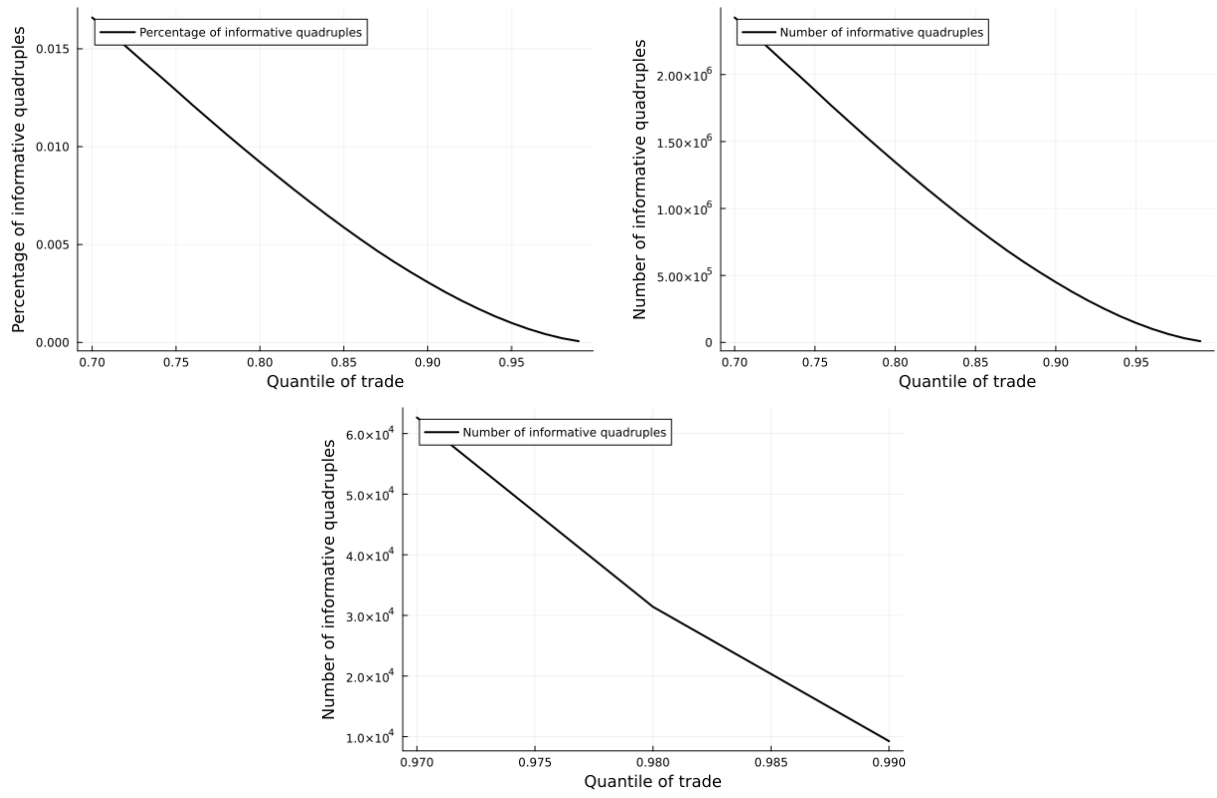 Percentage of informative quadruples
Percentage of informative quadruples
0.015
0.010
0.005
0.000
0.70 0.75 0.80 0.85 0.90 0.95
Quantile of trade
Number of informative quadruples
Number of informative quadruples
2.00×10⁶
1.50×10⁶
1.00×10⁶
5.00×10⁵
0
0.70 0.75 0.80 0.85 0.90 0.95
Quantile of trade
Number of informative quadruples
Number of informative quadruples
6.0×10⁴
5.0×10⁴
4.0×10⁴
3.0×10⁴
2.0×10⁴
1.0×10⁴
0.970 0.975 0.980 0.985 0.990
Quantile of trade